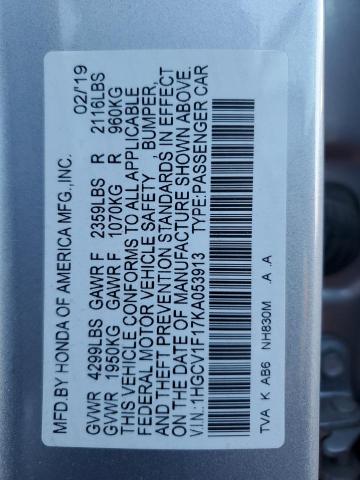 MFD.BY HONDA OF AMERICA MFG.,INC. 02/'19
GVWR 4299LBS GAWR F 2399LBS R 2116LBS
GVWR 1950KG GAWR F 1070KG R 960KG
THIS VEHICLE CONFORMS TO ALL APPLICABLE
FEDERAL MOTOR VEHICLE SAFETY , BUMPER,
AND THEFT PREVENTION STANDARDS IN EFFECT
ON THE DATE OF MANUFACTURE SHOWN ABOVE.
V.I.N.:1HGCV1F17KA053913 TYPE:PASSENGER CAR
TVA K AB6 NH830M .A .A